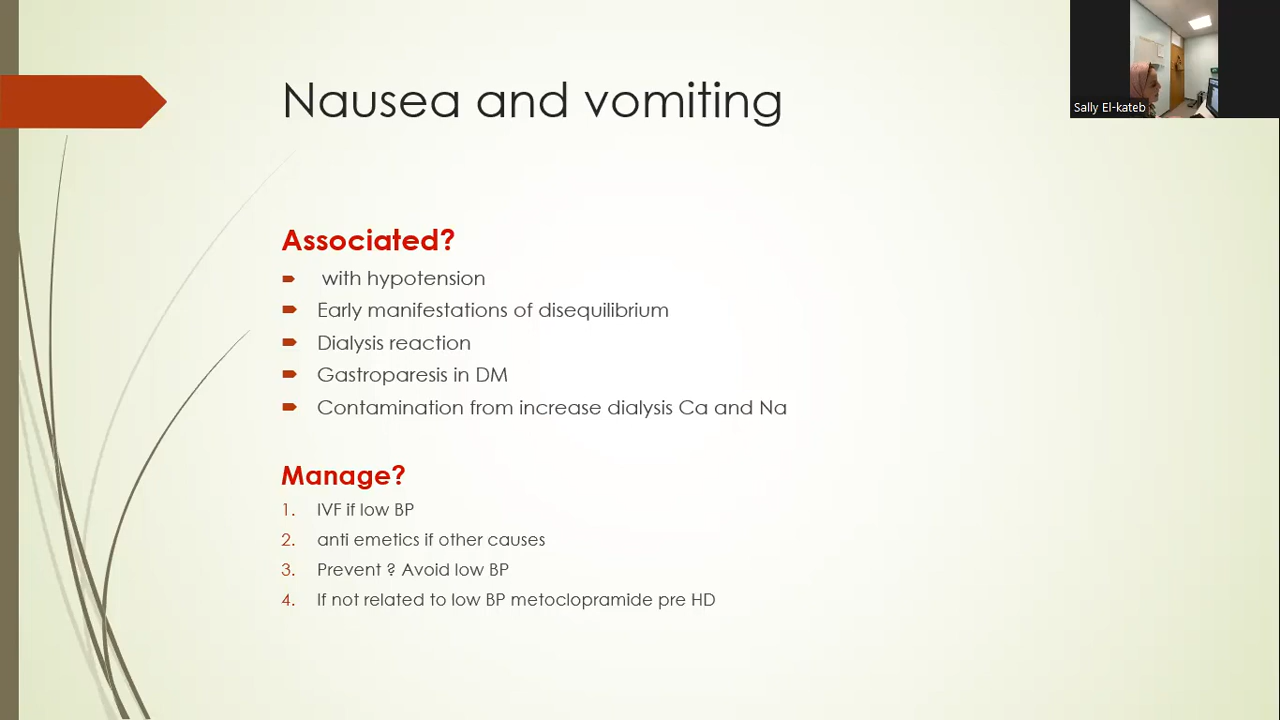 Nausea and vomiting
Sally El-kateb
Associated?
with hypotension
Early manifestations of disequilibrium
Dialysis reaction
Gastroparesis in DM
Contamination from increase dialysis Ca and Na
Manage?
1. IVF if low BP
2. anti emetics if other causes
3. Prevent ? Avoid low BP
4. If not related to low BP metoclopramide pre HD